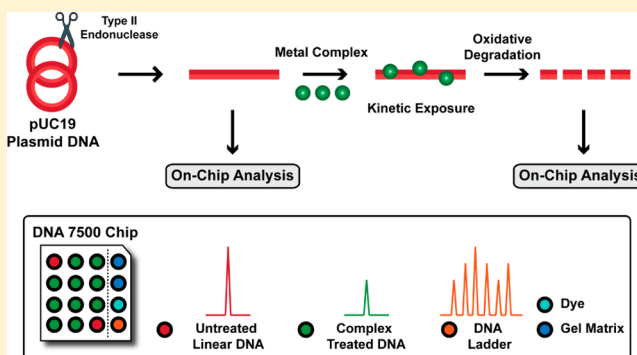 Type II
Endonuclease
pUC19
Plasmid DNA
Metal Complex
Kinetic Exposure
Oxidative
Degradation
On-Chip Analysis
On-Chip Analysis
DNA 7500 Chip
Untreated
Linear DNA
Complex
Treated DNA
DNA
Ladder
Dye
Gel Matrix